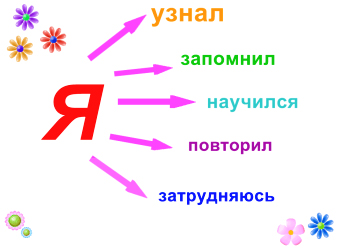 узнал
запомнил
Я
научился
повторил
затрудняюсь